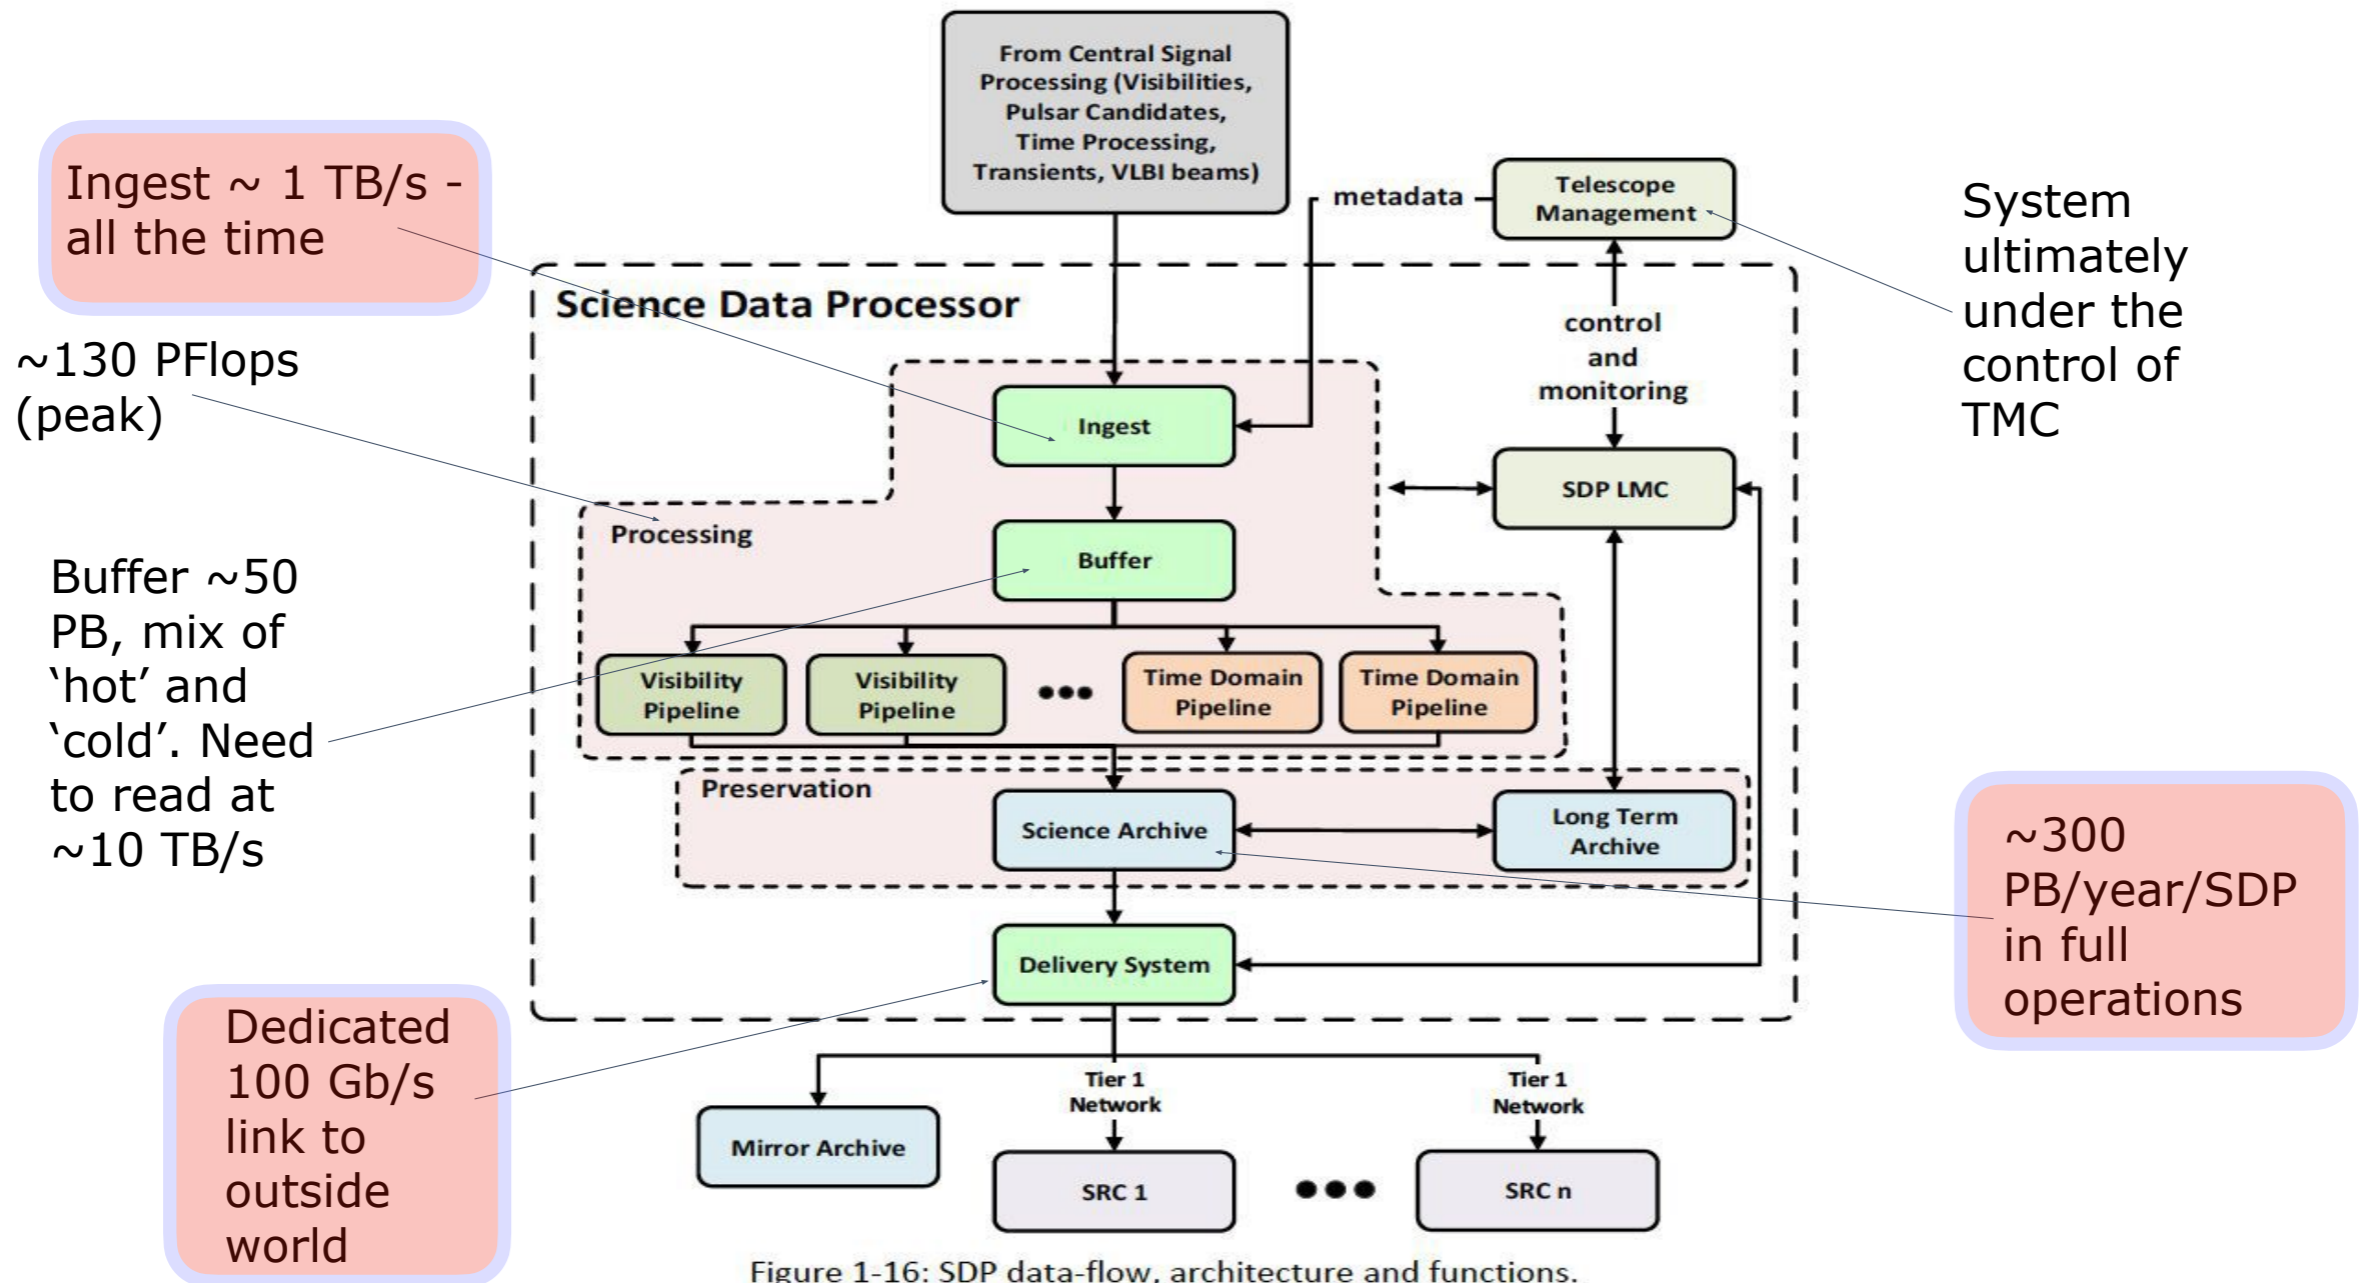 From Central Signal
Processing (Visibilities,
Pulsar Candidates,
Time Processing,
Transients, VLBI beams)
Ingest ~ 1 TB/s -
all the time
metadata
Telescope
Management
System
ultimately
under the
control of
TMC
Science Data Processor
control
and
monitoring
~130 PFlops
(peak)
Ingest
SDP LMC
Processing
Buffer
Buffer ~50
PB, mix of
‘hot’ and
‘cold’. Need
to read at
~10 TB/s
Visibility
Pipeline
Visibility
Pipeline
Time Domain
Pipeline
Time Domain
Pipeline
Preservation
Science Archive
Long Term
Archive
~300
PB/year/SDP
in full
operations
Delivery System
Dedicated
100 Gb/s
link to
outside
world
Tier 1
Network
Tier 1
Network
Mirror Archive
SRC 1
SRC n
Figure 1-16: SDP data-flow, architecture and functions.